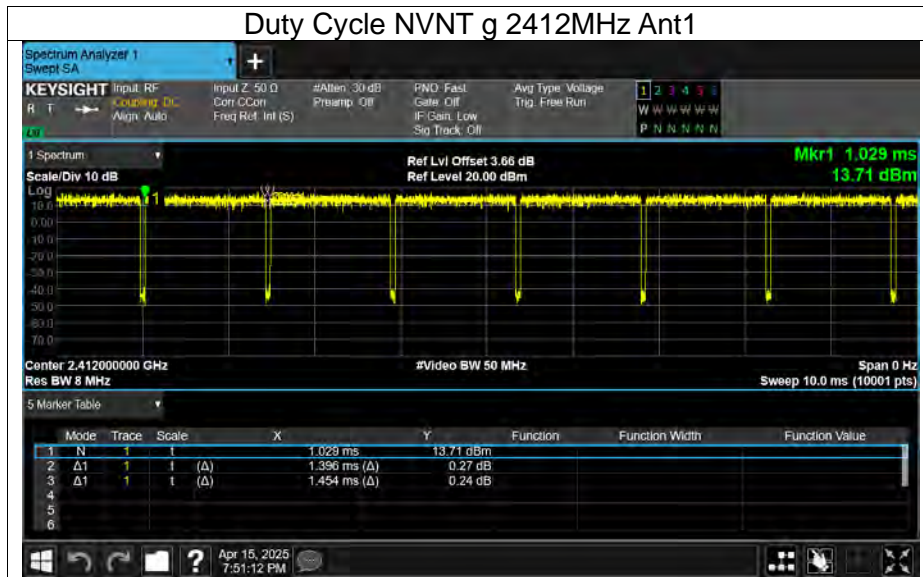 Duty Cycle NVNT g 2412MHz Ant1
Spectrum Analyzer 1
Swept SA
+
KEYSIGHT Input: RF Input Z: 50 Ω #Atten: 30 dB PNO: Fast Avg Type: Voltage 1 2 3 4 5 6
R T Coupling: DC Corr CCorr Preamp: Off Gate: Off Trig: Free Run W W W W W W
Align: Auto Freq Ref: Int (S) IF Gain: Low P N N N N N
Sig Track: Off
1 Spectrum Ref Lvl Offset 3.66 dB Mkr1 1.029 ms
Scale/Div 10 dB Ref Level 20.00 dBm 13.71 dBm
Log
10.0
0.00
-10.0
-20.0
-30.0
-40.0
-50.0
-60.0
-70.0
1
Center 2.412000000 GHz #Video BW 50 MHz Span 0 Hz
Res BW 8 MHz Sweep 10.0 ms (10001 pts)
5 Marker Table
Mode Trace Scale X Y Function Function Width Function Value
1 N 1 t 1.029 ms 13.71 dBm
2 Δ1 1 t (Δ) 1.396 ms (Δ) 0.27 dB
3 Δ1 1 t (Δ) 1.454 ms (Δ) 0.24 dB
4
5
6
? Apr 15, 2025
7:51:12 PM